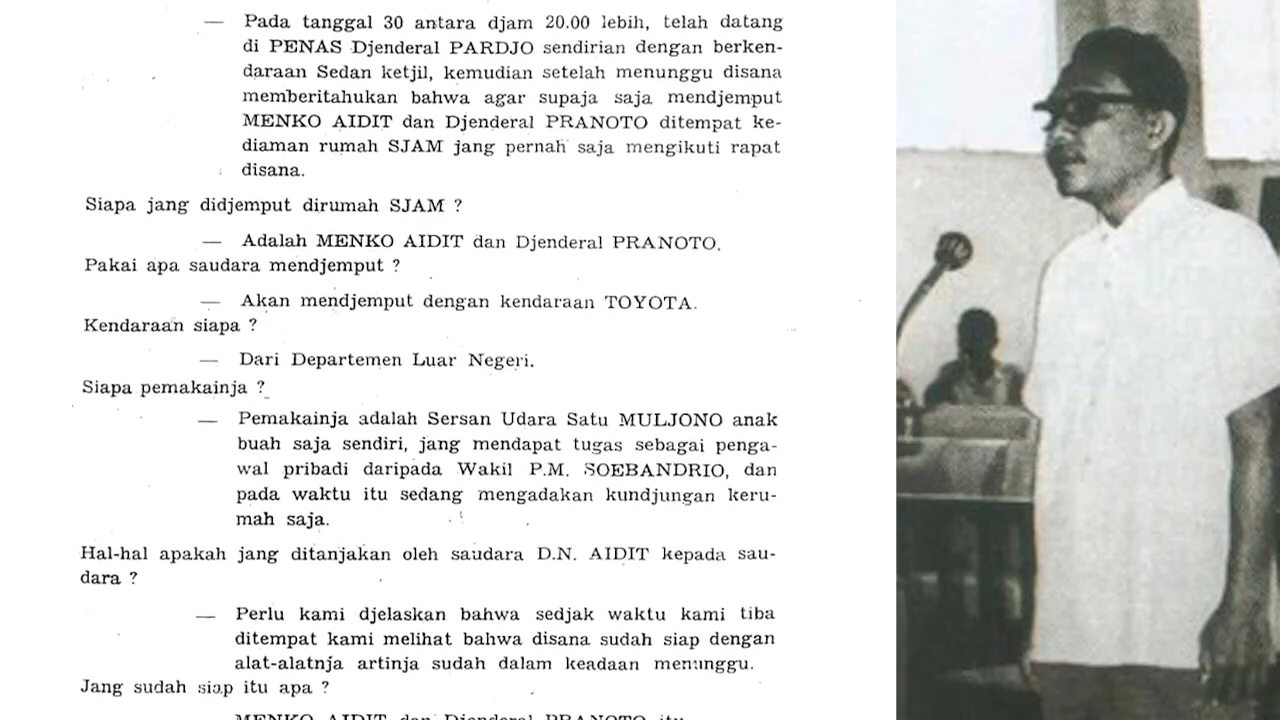 — Pada tanggal 30 antara djam 20.00 lebih, telah datang
di PENAS Djenderal PARDJO sendirian dengan berken-
daraan Sedan ketjil, kemudian setelah menunggu disana
memberitahukan bahwa agar supaja saja mendjemput
MENKO AIDIT dan Djenderal PRANOTO ditempat ke-
diaman rumah SJAM jang pernah saja mengikuti rapat
disana.
Siapa jang didjemput dirumah SJAM ?
— Adalah MENKO AIDIT dan Djenderal PRANOTO.
Pakai apa saudara mendjemput ?
— Akan mendjemput dengan kendaraan TOYOTA.
Kendaraan siapa ?
— Dari Departemen Luar Negeri.
Siapa pemakainja ?
— Pemakainja adalah Sersan Udara Satu MULJONO anak
buah saja sendiri, jang mendapat tugas sebagai penga-
wal pribadi daripada Wakil P.M. SOEBANDRIO, dan
pada waktu itu sedang mengadakan kundjungan keru-
mah saja.
Hal-hal apakah jang ditanjakan oleh saudara D.N. AIDIT kepada sau-
dara ?
— Perlu kami djelaskan bahwa sedjak waktu kami tiba
ditempat kami melihat bahwa disana sudah siap dengan
alat-alatnja artinja sudah dalam keadaan menunggu.
Jang sudah siap itu apa ?
MENKO AIDIT dan Djenderal PRANOTO itu